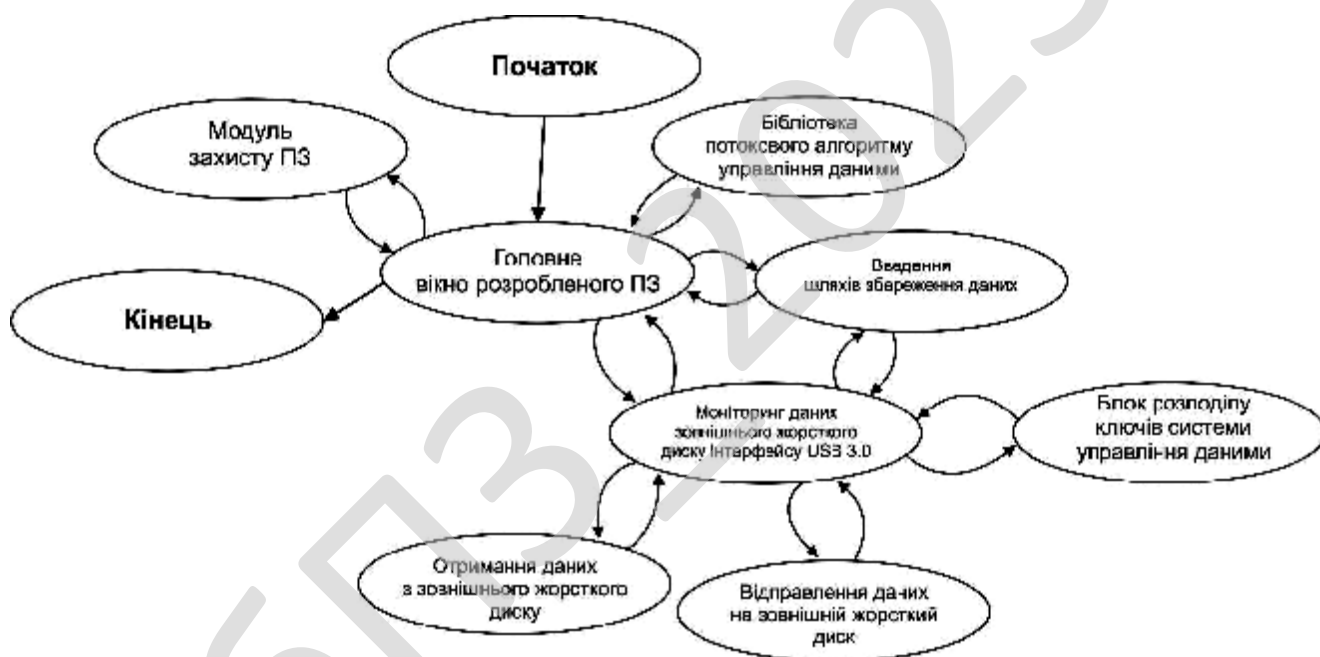 Початок
Модуль
захисту ПЗ
Бібліотека
потоксвого алгоритму
управління даними
Головне
вікно розробленого ПЗ
Введення
шляхів збереження даних
Кінець
Моніторинг даних
зовнішнього жорсткого
диску Інтарфейсу USB 3.0
Блок розподілу
ключів системи
управління даними
Отримання даних
з зовнішнього жорсткого
диску
Відправлення даних
на зовнішній жорсткий
диск